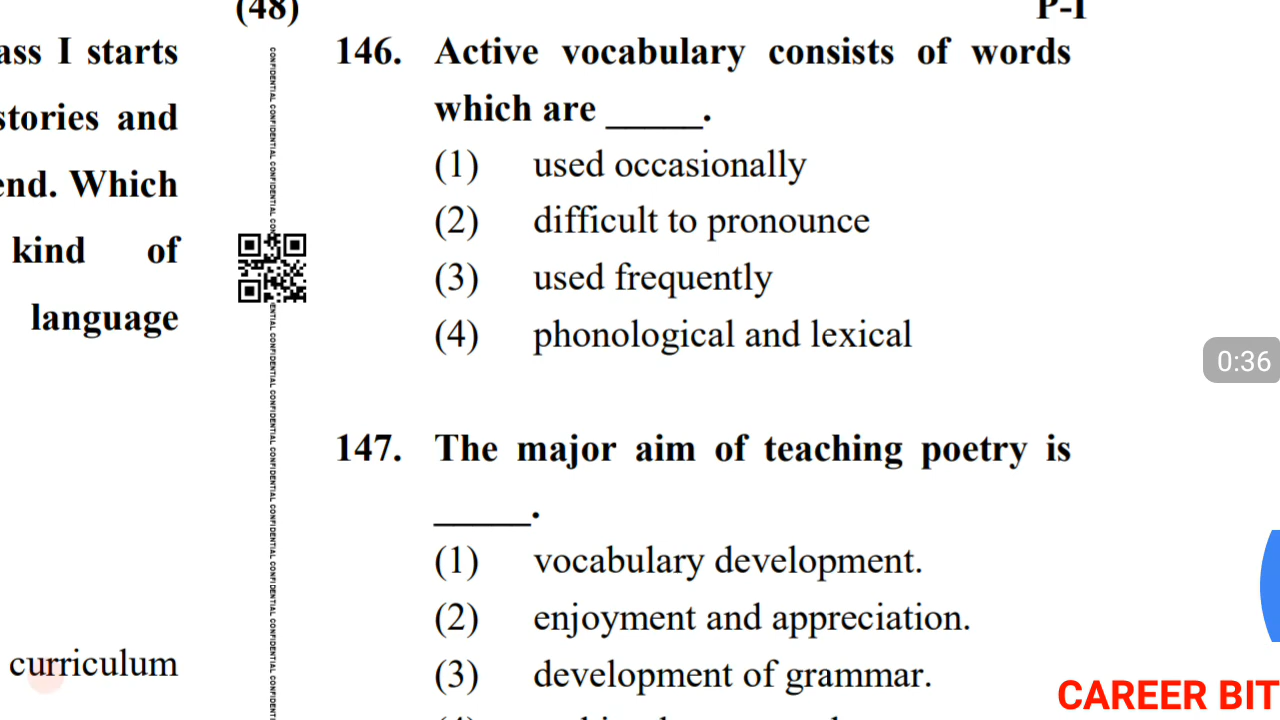 (48)
P-I
ass I starts
stories and
end. Which
kind of
language
curriculum
146. Active vocabulary consists of words
which are _____.
(1) used occasionally
(2) difficult to pronounce
(3) used frequently
(4) phonological and lexical
147. The major aim of teaching poetry is
_____.
(1) vocabulary development.
(2) enjoyment and appreciation.
(3) development of grammar.
CONFIDENTIAL CONFIDENTIAL CONFIDENTIAL
0:36
CAREER BIT